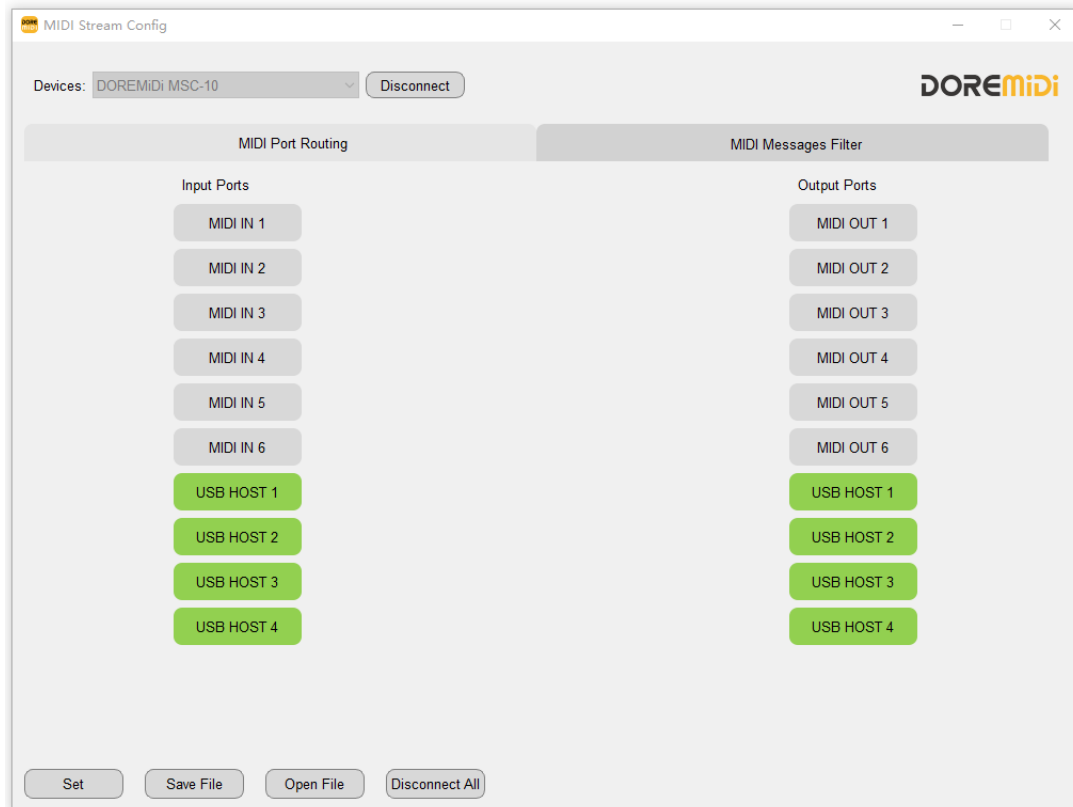 DORE
MIDI
MIDI Stream Config
Devices: DOREMiDi MSC-10 Disconnect
DOREMiDi
MIDI Port Routing MIDI Messages Filter
Input Ports Output Ports
MIDI IN 1 MIDI OUT 1
MIDI IN 2 MIDI OUT 2
MIDI IN 3 MIDI OUT 3
MIDI IN 4 MIDI OUT 4
MIDI IN 5 MIDI OUT 5
MIDI IN 6 MIDI OUT 6
USB HOST 1 USB HOST 1
USB HOST 2 USB HOST 2
USB HOST 3 USB HOST 3
USB HOST 4 USB HOST 4
Set Save File Open File Disconnect All